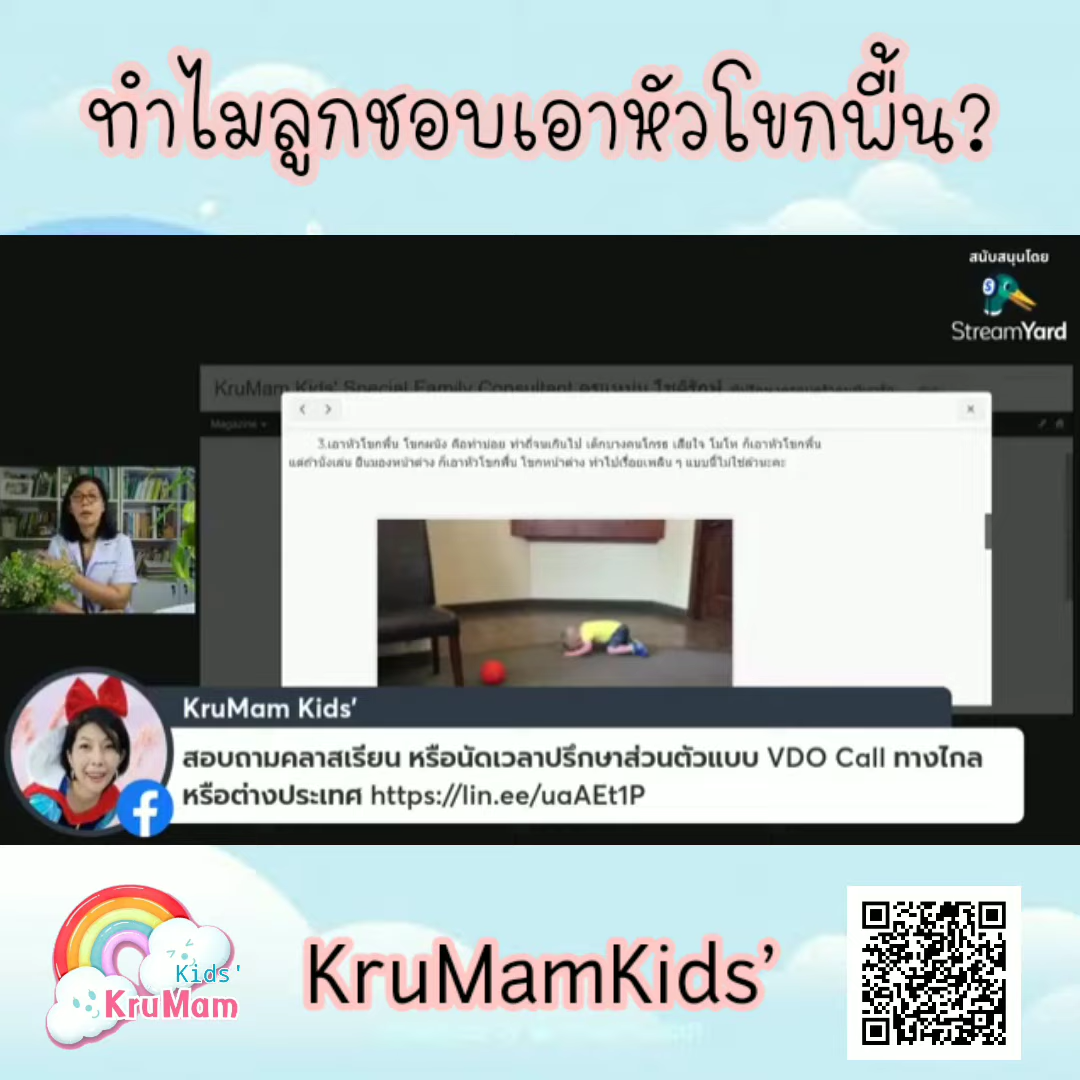 ทำไมลูกชอบเอาหัวโขกพื้น?
สนับสนุนโดย
S
StreamYard
KruMam Kids' Special Family Consultant
Magazine
3.เอาหัวโขกพื้น โขกผนัง คือทำบ่อย ทำถี่จนเกินไป เด็กบางคนโกรธ เสียใจ โมโห ก็เอาหัวโขกพื้น
แต่ถ้านั่งเล่น ยืนมองหน้าต่าง ก็เอาหัวโขกพื้น โขกหน้าต่าง ทำไปเรื่อยเพลิน ๆ แบบนี้ไม่ใช่ล้วนะคะ
KruMam Kids'
สอบถามคลาสเรียน หรือนัดเวลาปรึกษาส่วนตัวแบบ VDO Call ทางไกล
หรือต่างประเทศ https://lin.ee/uaAEt1P
Kids'
KruMam
KruMamKids'